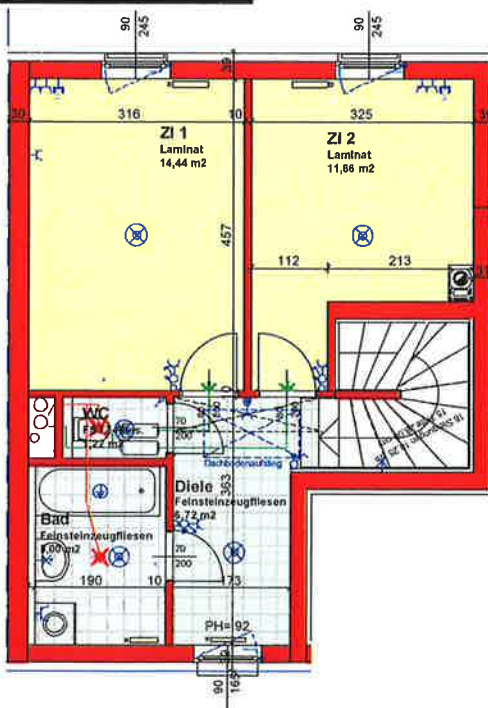 90
245
90
245
39
30
316
10
325
ZI 1
Laminat
14,44 m2
ZI 2
Laminat
11,66 m2
457
112
213
WC
70
200
Dachbodenaufstieg
363
Diele
Feinsteinzeugfliesen
6,72 m2
Bad
Feinsteinzeugfliesen
70
200
190
10
173
PH= 92
90
165